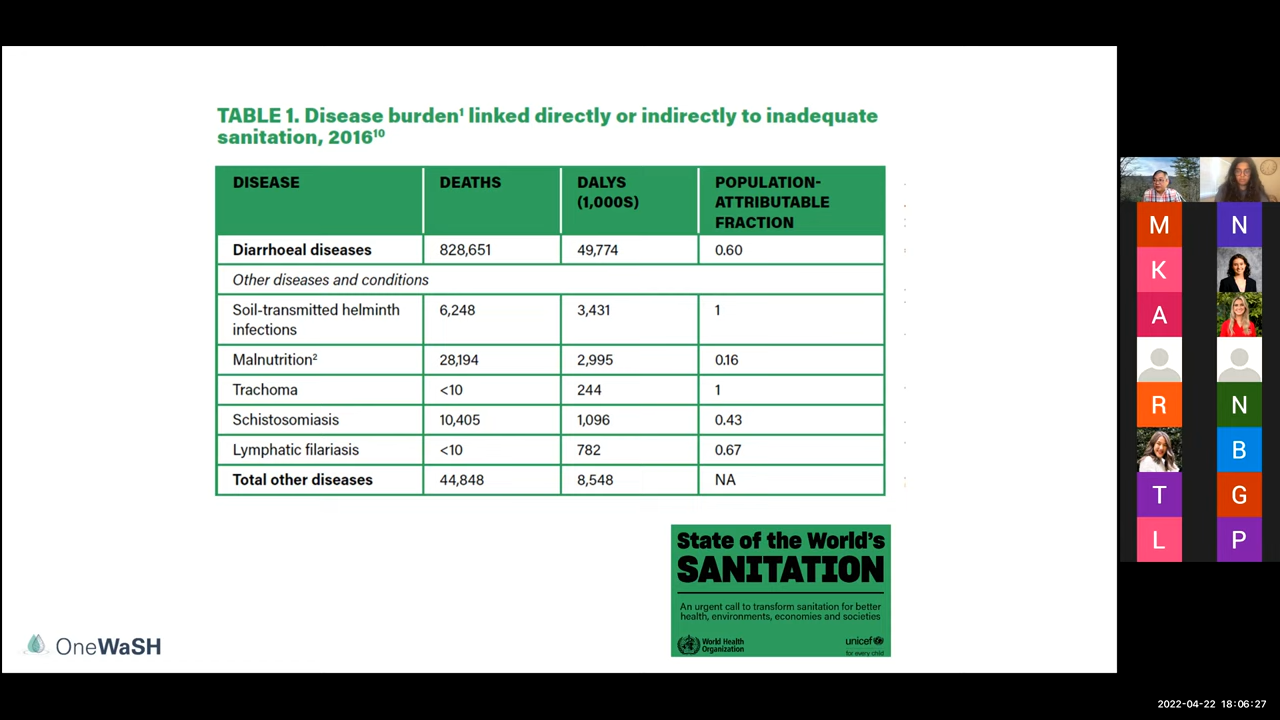 TABLE 1. Disease burden¹ linked directly or indirectly to inadequate
sanitation, 2016¹⁰
DISEASE DEATHS DALYS (1,000S) POPULATION-ATTRIBUTABLE FRACTION
Diarrhoeal diseases 828,651 49,774 0.60
Other diseases and conditions
Soil-transmitted helminth infections 6,248 3,431 1
Malnutrition² 28,194 2,995 0.16
Trachoma <10 244 1
Schistosomiasis 10,405 1,096 0.43
Lymphatic filariasis <10 782 0.67
Total other diseases 44,848 8,548 NA
State of the World's
SANITATION
An urgent call to transform sanitation for better
health, environments, economies and societies
World Health
Organization
unicef
for every child
OneWaSH
M N
K
A
R N
B
T G
L P
2022-04-22 18:06:27